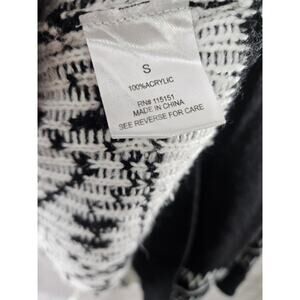 S
100%ACRYLIC
RN# 115151
MADE IN CHINA
SEE REVERSE FOR CARE